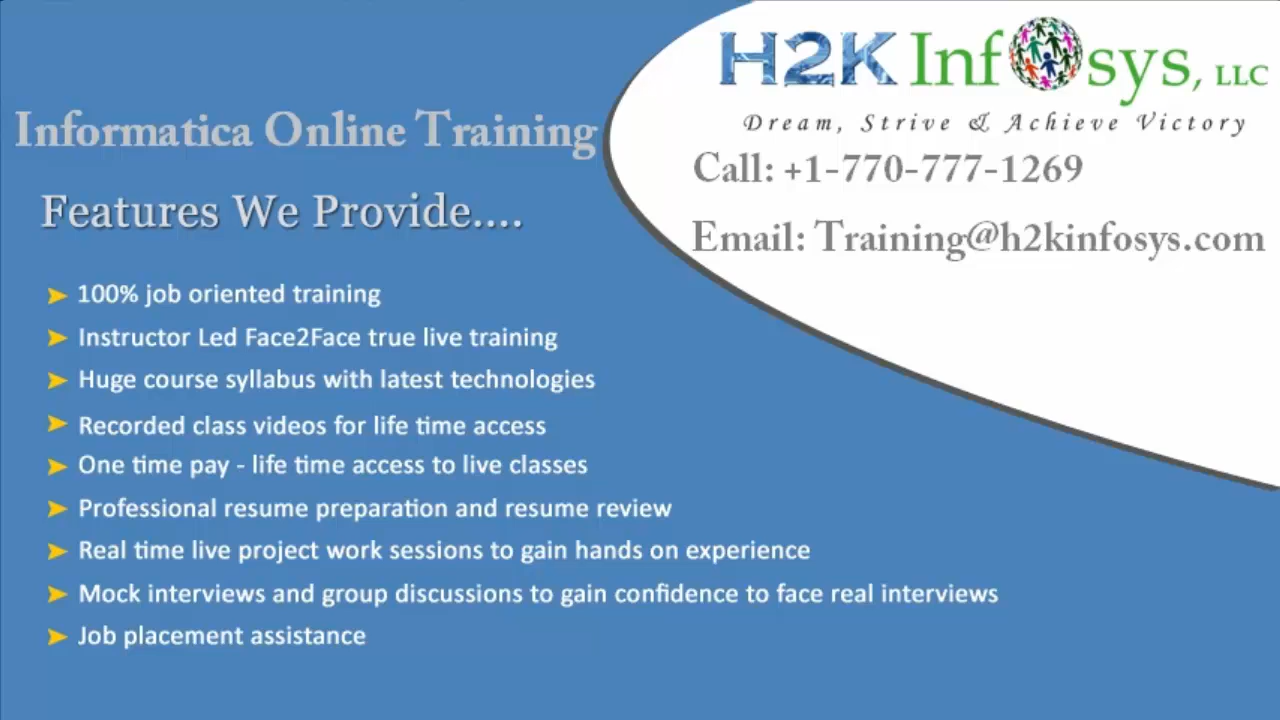 H2K Infosys, LLC
Dream, Strive & Achieve Victory
Call: +1-770-777-1269
Email: Training@h2kinfosys.com
Informatica Online Training
Features We Provide....
100% job oriented training
Instructor Led Face2Face true live training
Huge course syllabus with latest technologies
Recorded class videos for life time access
One time pay - life time access to live classes
Professional resume preparation and resume review
Real time live project work sessions to gain hands on experience
Mock interviews and group discussions to gain confidence to face real interviews
Job placement assistance